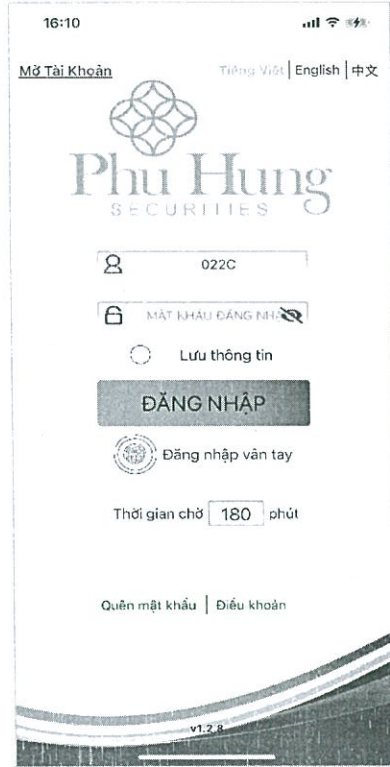 16:10
Mở Tài Khoản Tiếng Việt | English | 中文
Phu Hung
SECURITIES
022C
MẬT KHẨU ĐĂNG NHẬ
Lưu thông tin
ĐĂNG NHẬP
Đăng nhập vân tay
Thời gian chờ 180 phút
Quên mật khẩu | Điều khoản
v1.2.8